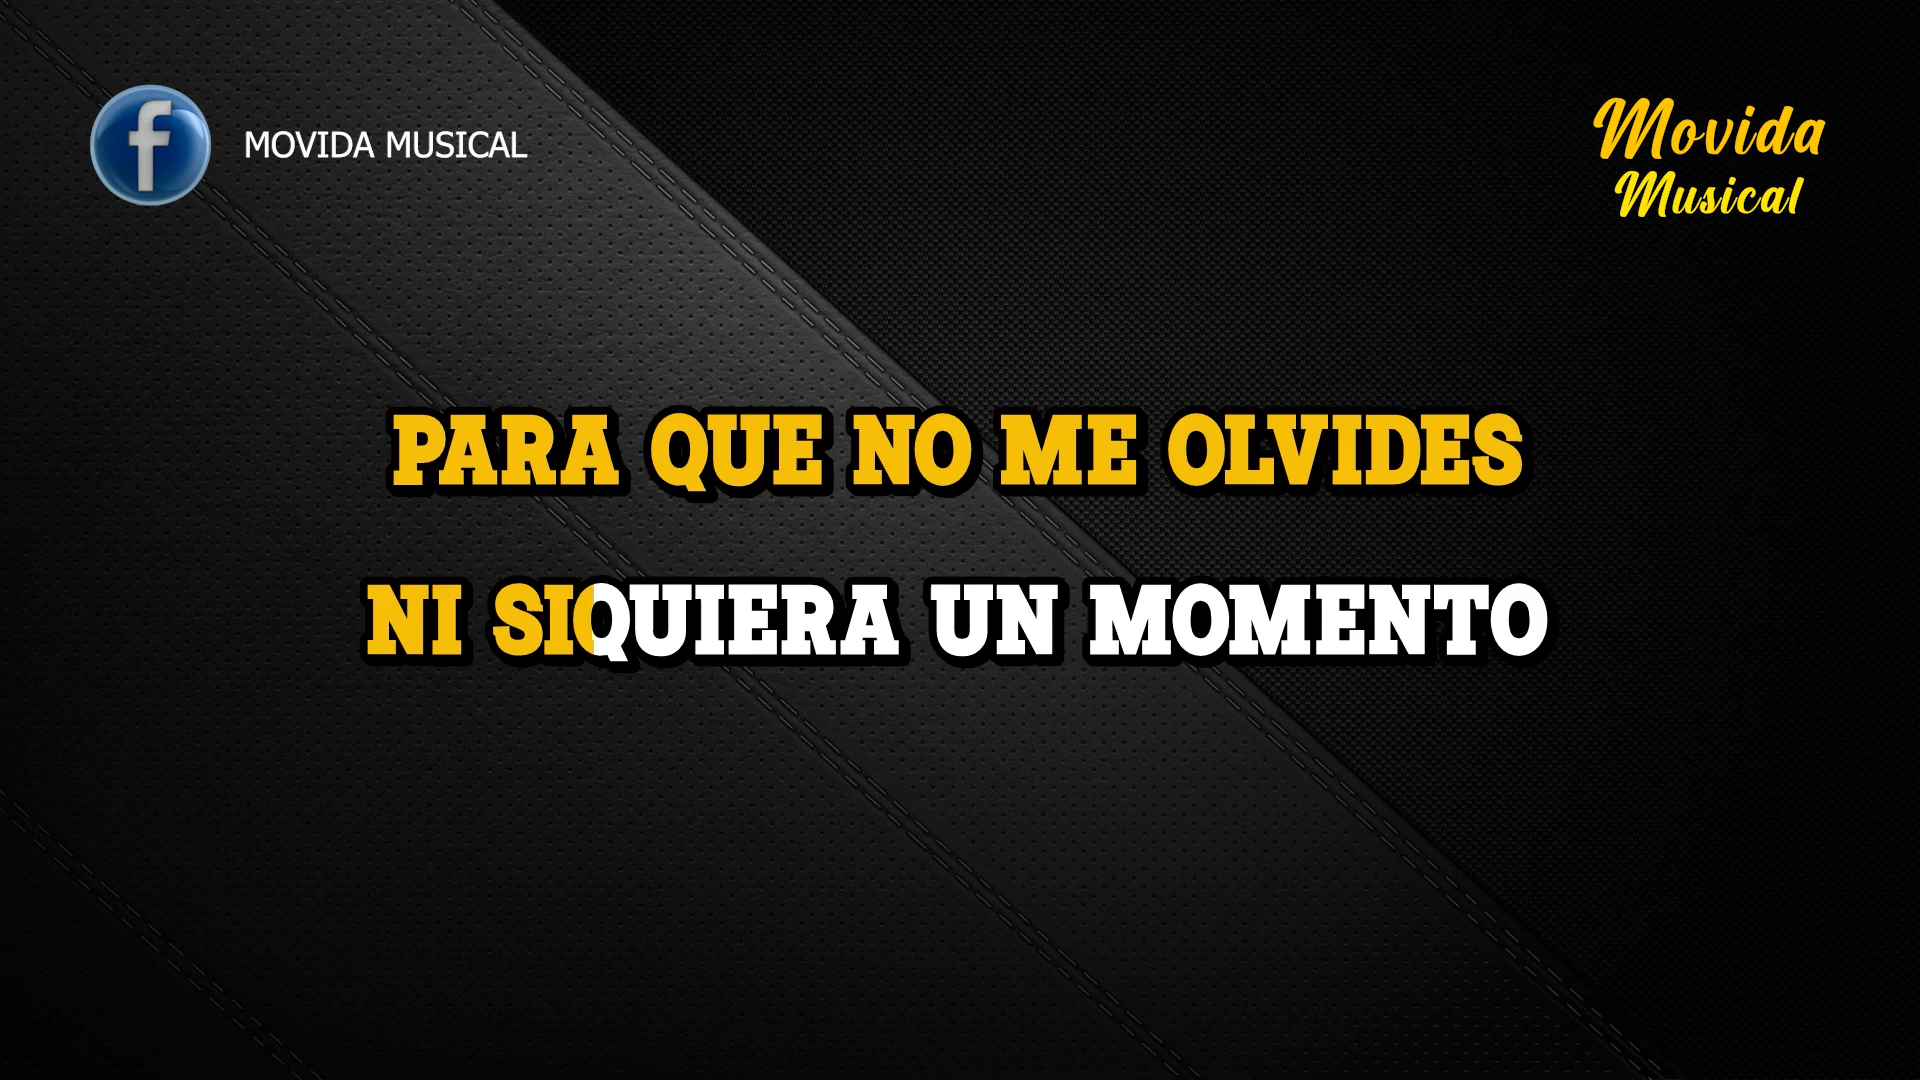 MOVIDA MUSICAL
Movida
Musical
PARA QUE NO ME OLVIDES
NI SIQUIERA UN MOMENTO